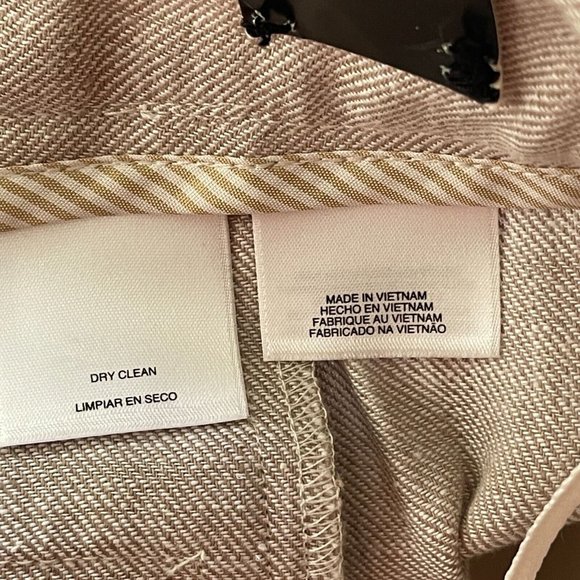 DRY CLEAN
LIMPIAR EN SECO
MADE IN VIETNAM
HECHO EN VIETNAM
FABRIQUE AU VIETNAM
FABRICADO NA VIETNÃO